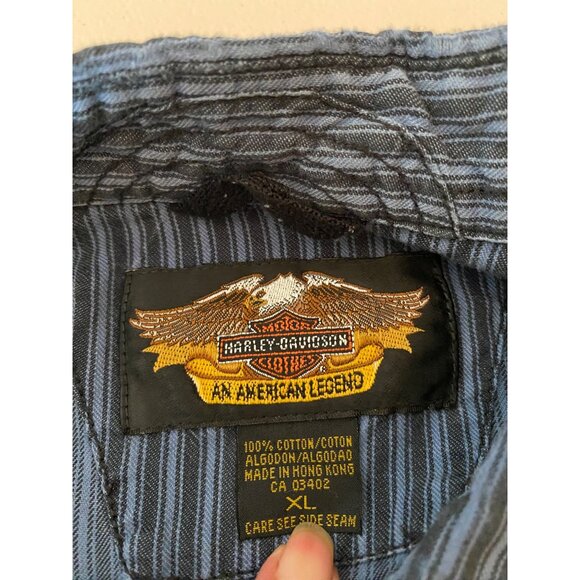 MOTOR
HARLEY-DAVIDSON
CLOTHES
AN AMERICAN LEGEND
100% COTTON/COTON
ALGODON/ALGODAO
MADE IN HONG KONG
CA 03402
XL
CARE SEE SIDE SEAM